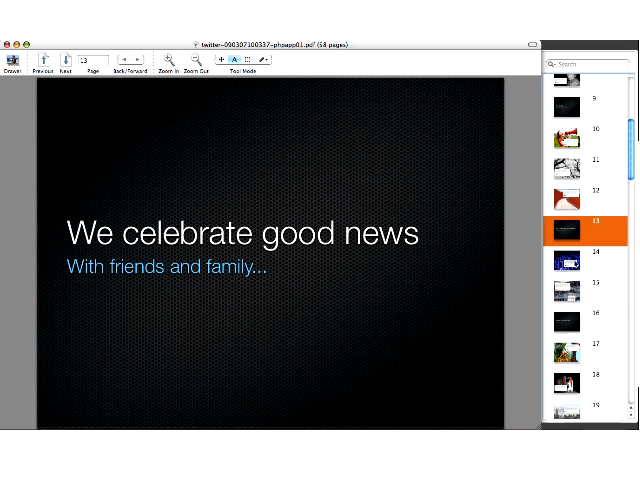 twitter-090307100337-phpapp01.pdf (58 pages)
13
Drawer Previous Next Page Back/Forward Zoom In Zoom Out Tool Mode
A
Search
We celebrate good news
With friends and family...
9
10
11
12
13
14
15
16
17
18
19